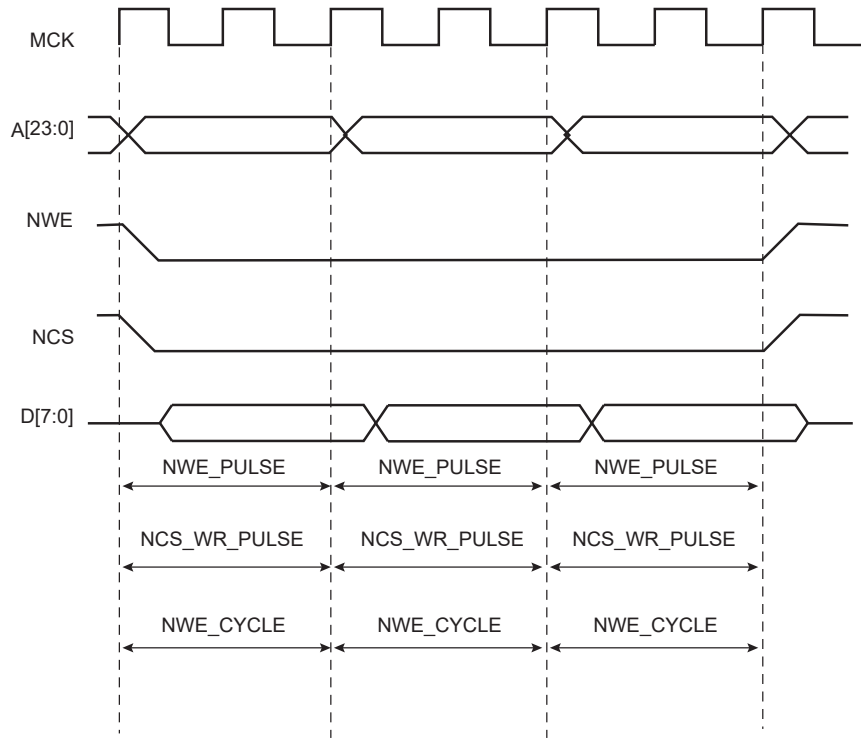 MCK
A[23:0]
NWE
NCS
D[7:0]
NWE_PULSE NWE_PULSE NWE_PULSE
NCS_WR_PULSE NCS_WR_PULSE NCS_WR_PULSE
NWE_CYCLE NWE_CYCLE NWE_CYCLE